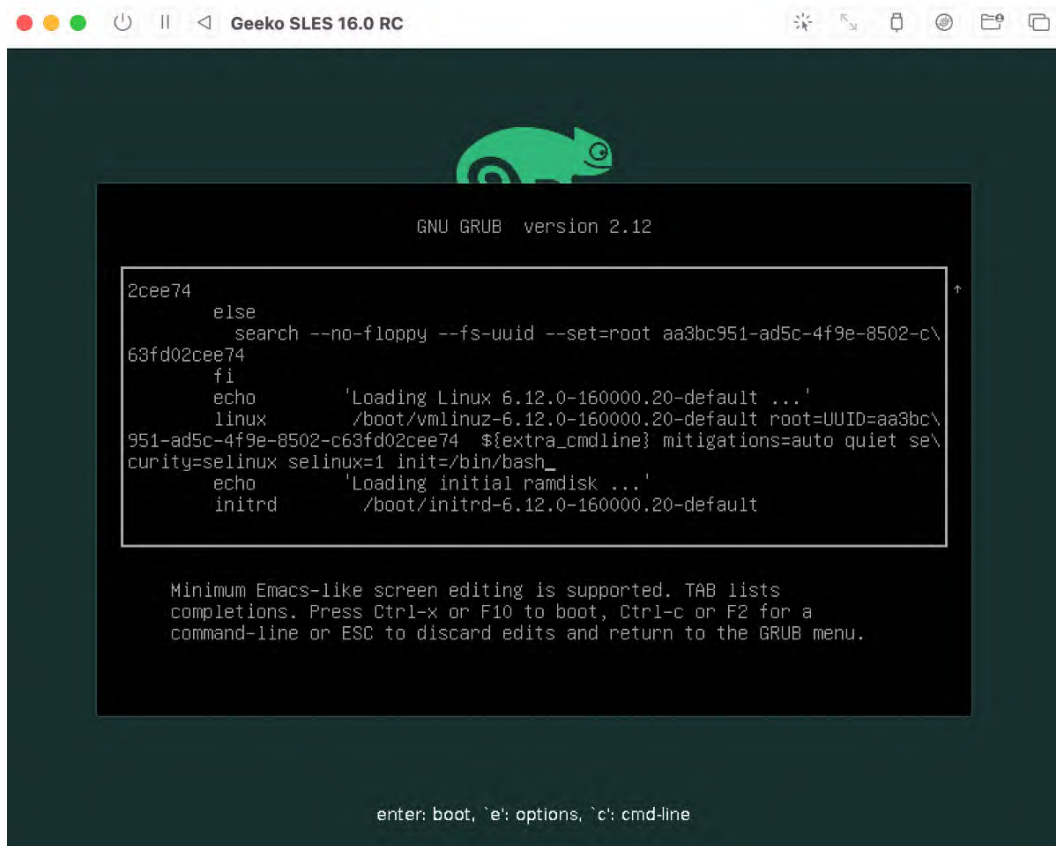 Geeko SLES 16.0 RC
GNU GRUB  version 2.12
2cee74
        else
          search --no-floppy --fs-uuid --set=root aa3bc951-ad5c-4f9e-8502-c\
63fd02cee74
        fi
        echo        'Loading Linux 6.12.0-160000.20-default ...'
        linux        /boot/vmlinuz-6.12.0-160000.20-default root=UUID=aa3bc\
951-ad5c-4f9e-8502-c63fd02cee74  ${extra_cmdline} mitigations=auto quiet se\
curity=selinux selinux=1 init=/bin/bash_
        echo        'Loading initial ramdisk ...'
        initrd        /boot/initrd-6.12.0-160000.20-default
Minimum Emacs-like screen editing is supported. TAB lists
completions. Press Ctrl-x or F10 to boot, Ctrl-c or F2 for a
command-line or ESC to discard edits and return to the GRUB menu.
enter: boot, `e': options, `c': cmd-line